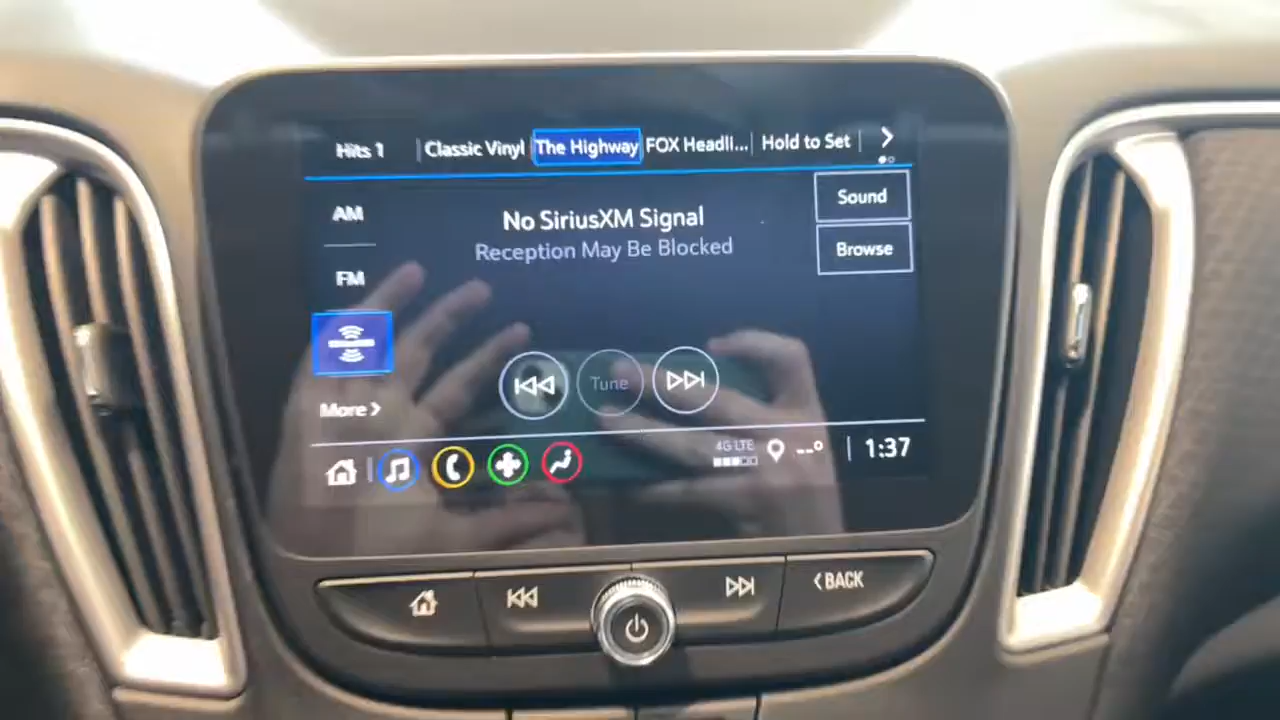 Hits 1 Classic Vinyl The Highway FOX Headli... Hold to Set
AM
No SiriusXM Signal
Reception May Be Blocked
Sound
Browse
FM
Tune
More
4G LTE
--° 1:37
BACK